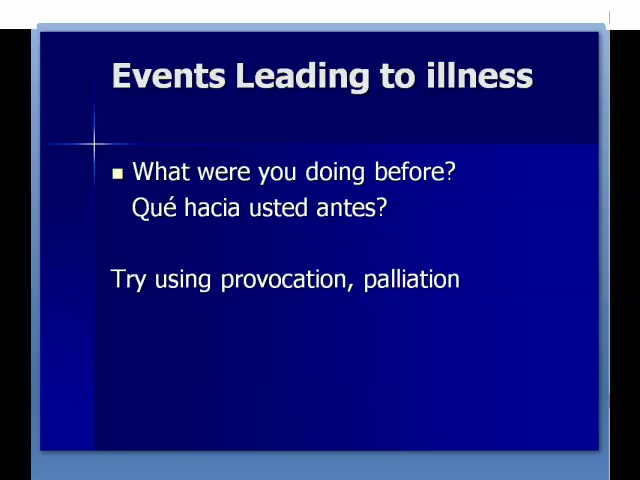 Events Leading to illness
What were you doing before?
Qué hacia usted antes?
Try using provocation, palliation